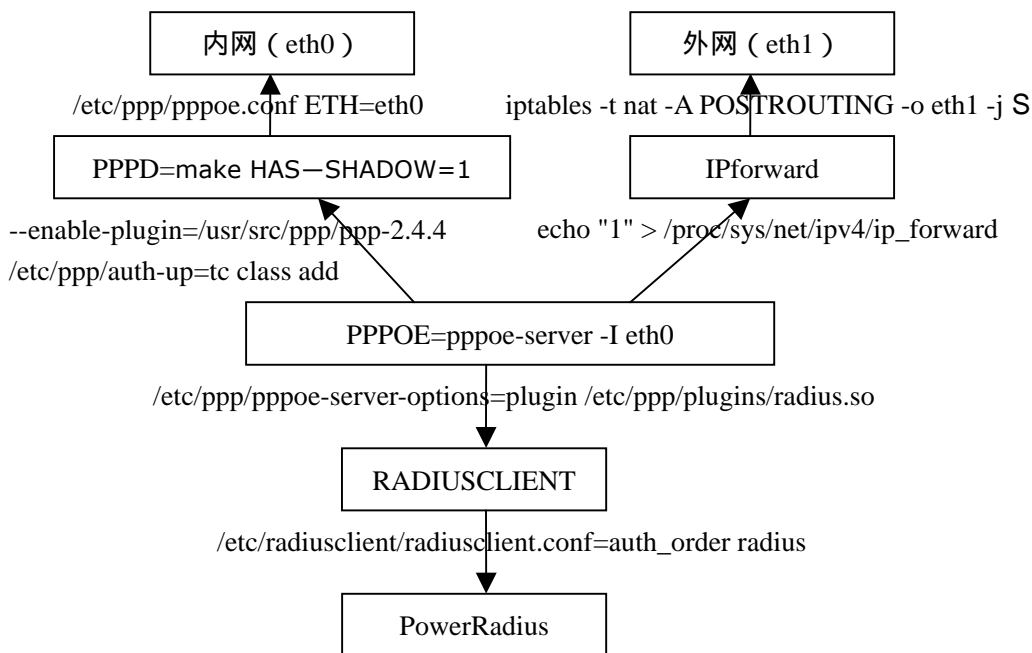 内网（eth0）
外网（eth1）
/etc/ppp/pppoe.conf ETH=eth0
iptables -t nat -A POSTROUTING -o eth1 -j S
PPPD=make HAS—SHADOW=1
IPforward
--enable-plugin=/usr/src/ppp/ppp-2.4.4
echo "1" > /proc/sys/net/ipv4/ip_forward
/etc/ppp/auth-up=tc class add
PPPOE=pppoe-server -I eth0
/etc/ppp/pppoe-server-options=plugin /etc/ppp/plugins/radius.so
RADIUSCLIENT
/etc/radiusclient/radiusclient.conf=auth_order radius
PowerRadius